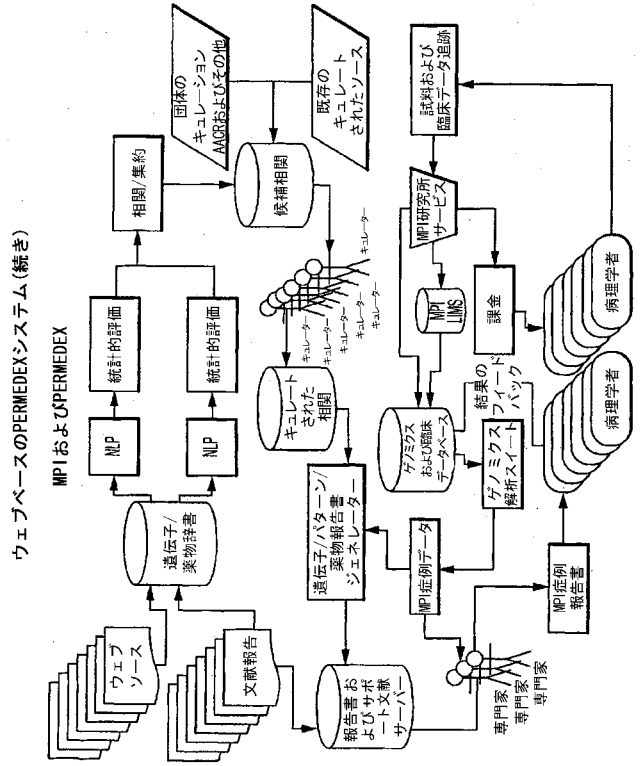 ウェブベースのPERMEDEXシステム(続き)
MPIおよびPERMEDEX
ウェブ
ソース
文献報告
遺伝子/
薬物辞書
NLP
NLP
統計的評価
統計的評価
相関/集約
団体の
キュレーション
AACRおよびその他
既存の
キュレート
されたソース
候補相関
キュレーター
キュレーター
キュレーター
キュレーター
キュレーター
キュレーター
キュレート
された相関
遺伝子/パターン/
薬物報告書
ジェネレーター
報告書お
よびサポ
ート文献
サーバー
専門家
専門家
専門家
MPI症例データ
MPI症例
報告書
ゲノミクス
および臨床
データベース
ゲノミクス
解析スイート
結果の
フィード
バック
MPI
LIMS
MPI研究所
サービス
課金
試料および
臨床データ追跡
病理学者
病理学者